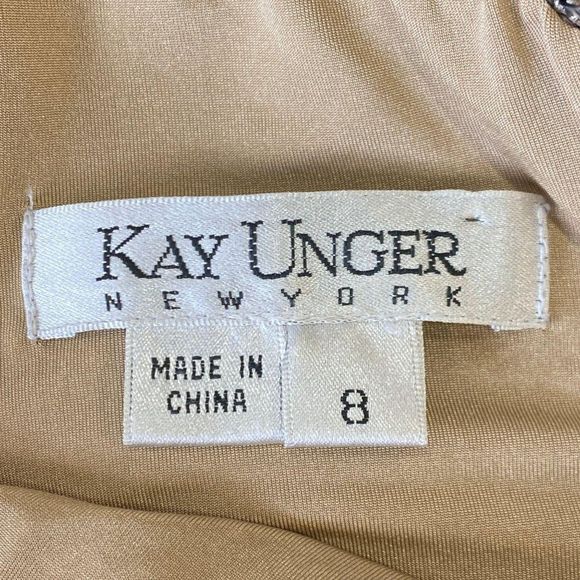 KAY UNGER
NEW YORK
MADE IN
CHINA
8